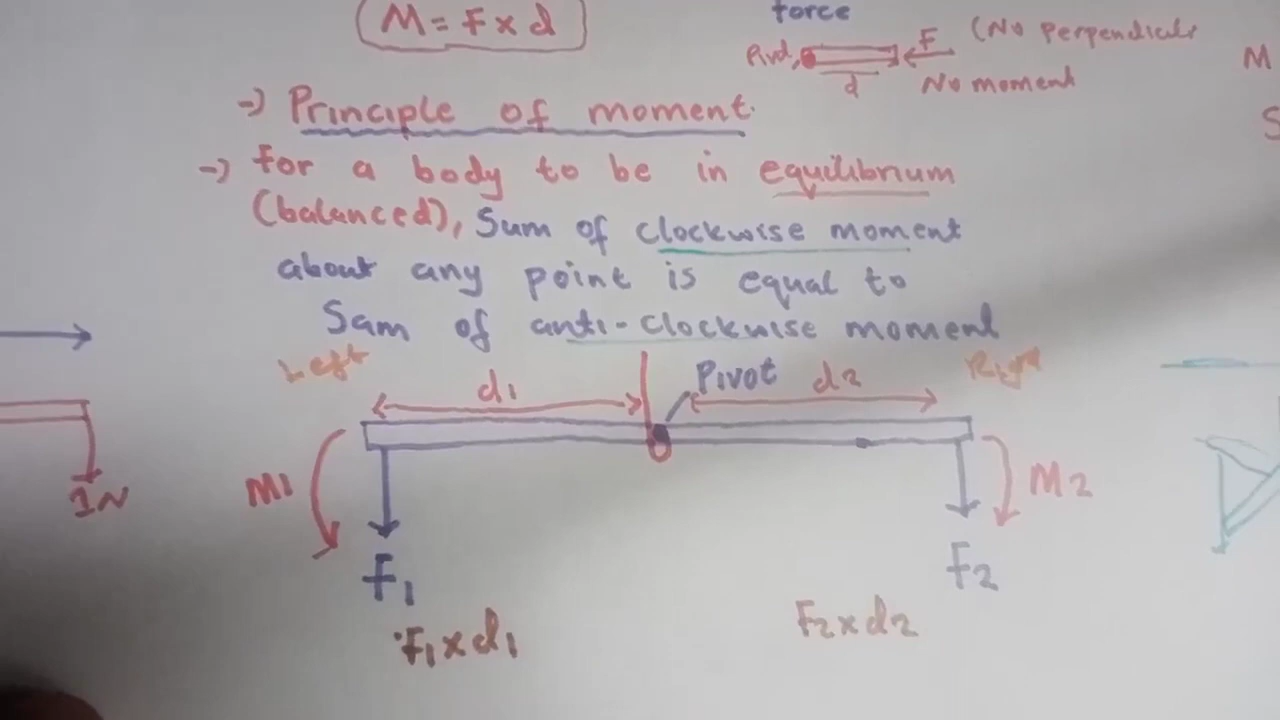 M = F x d
force
Pivot
F
(No perpendicula
d
No moment
M
S
-) Principle of moment.
-) for a body to be in equilibrium
(balanced), Sum of clockwise moment
about any point is equal to
Sam of anti-clockwise moment
Left
d1
Pivot
d2
Right
1N
M1
M2
F1
F2
F1 x d1
F2 x d2